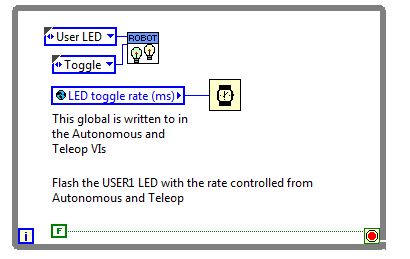 User LED
ROBOT
Toggle
LED toggle rate (ms)
This global is written to in
the Autonomous and
Teleop VIs
Flash the USER1 LED with the rate controlled from
Autonomous and Teleop
i
F